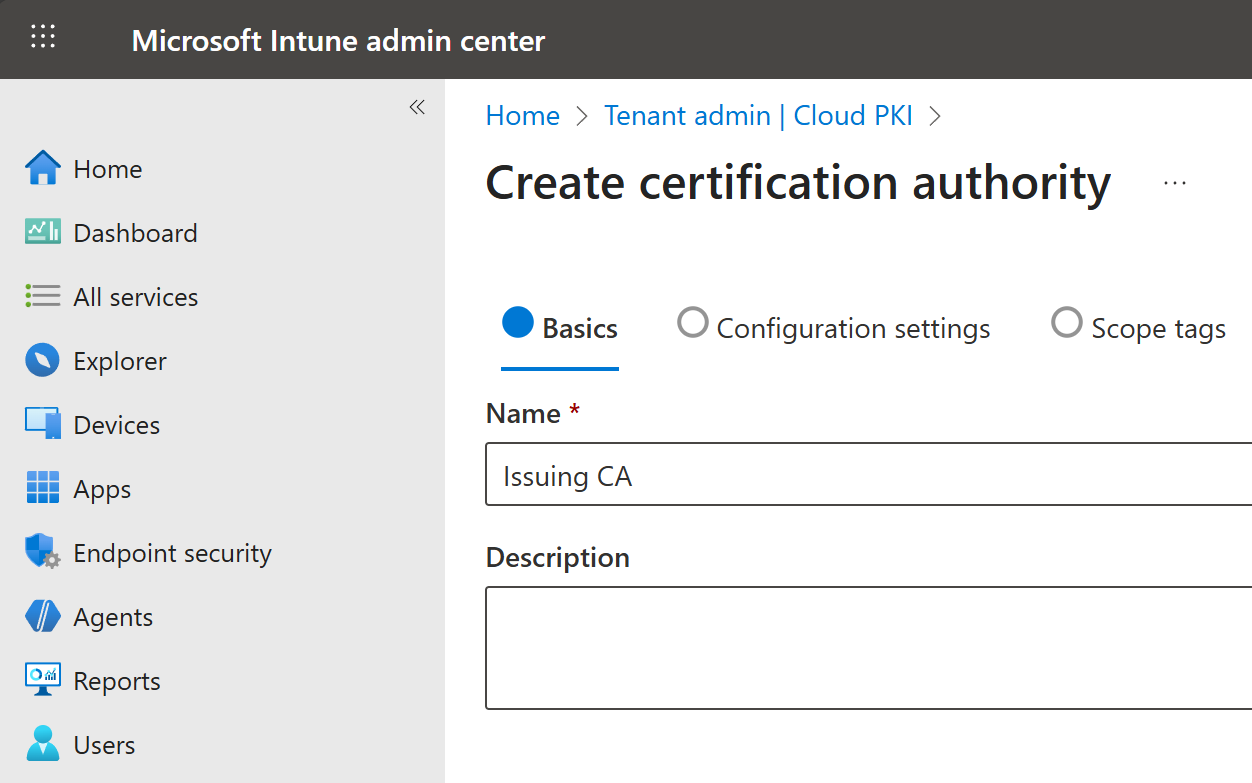 Microsoft Intune admin center
Home
Dashboard
All services
Explorer
Devices
Apps
Endpoint security
Agents
Reports
Users
Home > Tenant admin | Cloud PKI >
Create certification authority ...
Basics Configuration settings Scope tags
Name *
Issuing CA
Description